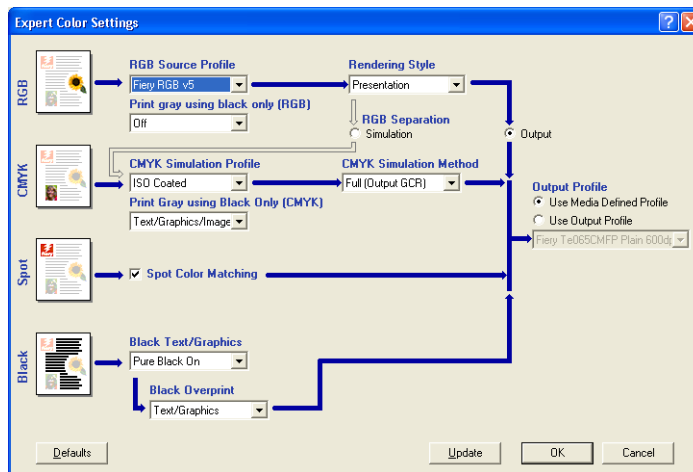 Expert Color Settings
RGB
RGB Source Profile
Fiery RGB v5
Rendering Style
Presentation
Print gray using black only (RGB)
Off
RGB Separation
Simulation
Output
CMYK
CMYK Simulation Profile
ISO Coated
CMYK Simulation Method
Full (Output GCR)
Print Gray using Black Only (CMYK)
Text/Graphics/Image
Output Profile
Use Media Defined Profile
Use Output Profile
Fiery Te065CMFP Plain 600dp
Spot
Spot Color Matching
Black
Black Text/Graphics
Pure Black On
Black Overprint
Text/Graphics
Defaults
Update
OK
Cancel